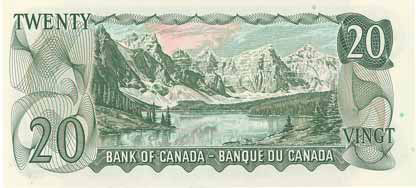 TWENTY
20
20
VINGT
BANK OF CANADA - BANQUE DU CANADA